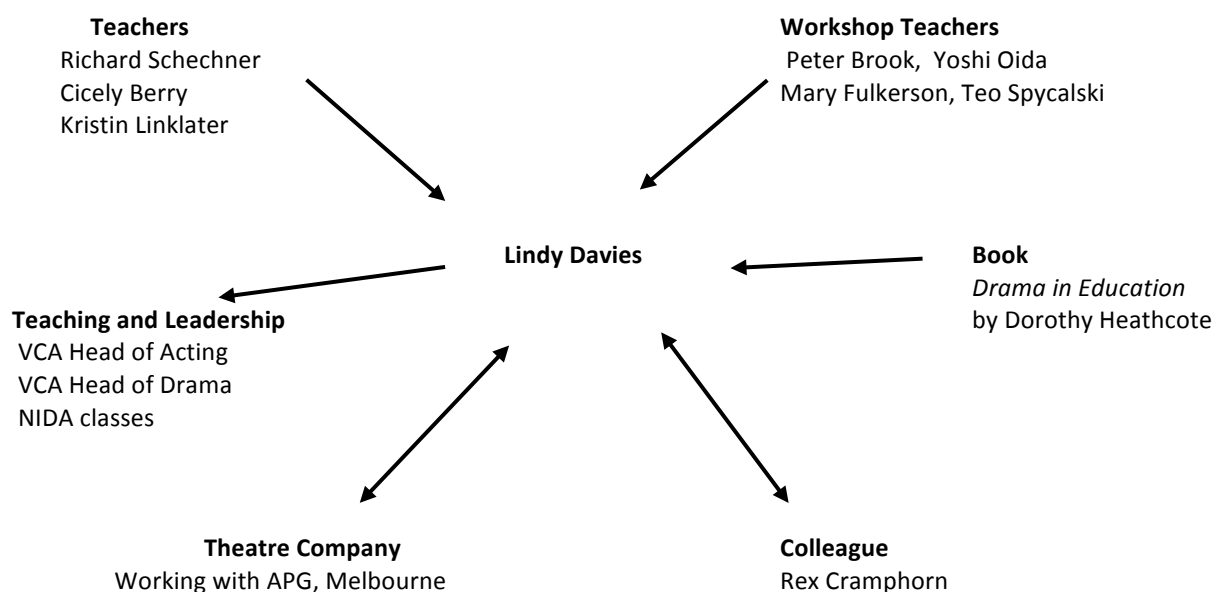 Teachers
Richard Schechner
Cicely Berry
Kristin Linklater
Workshop Teachers
Peter Brook, Yoshi Oida
Mary Fulkerson, Teo Spycalski
Lindy Davies
Book
Drama in Education
by Dorothy Heathcote
Teaching and Leadership
VCA Head of Acting
VCA Head of Drama
NIDA classes
Theatre Company
Working with APG, Melbourne
Colleague
Rex Cramphorn